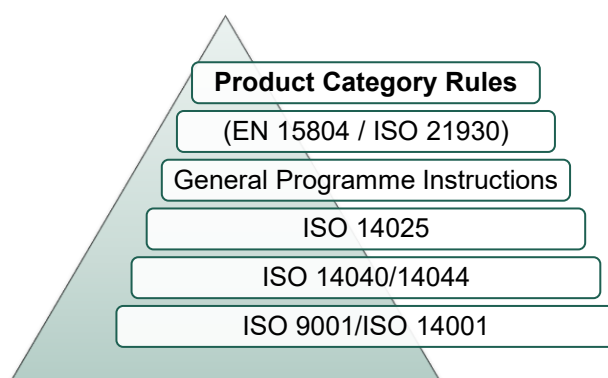 Product Category Rules
(EN 15804 / ISO 21930)
General Programme Instructions
ISO 14025
ISO 14040/14044
ISO 9001/ISO 14001